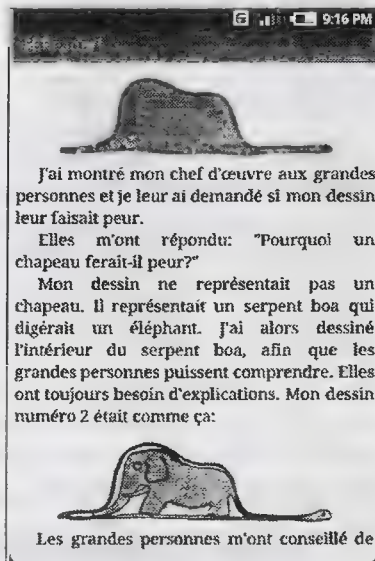 9:16 PM
J'ai montré mon chef d'œuvre aux grandes
personnes et je leur ai demandé si mon dessin
leur faisait peur.
Elles m'ont répondu: "Pourquoi un
chapeau ferait-il peur?"
Mon dessin ne représentait pas un
chapeau. Il représentait un serpent boa qui
digérait un éléphant. J'ai alors dessiné
l'intérieur du serpent boa, afin que les
grandes personnes puissent comprendre. Elles
ont toujours besoin d'explications. Mon dessin
numéro 2 était comme ça:
Les grandes personnes m'ont conseillé de